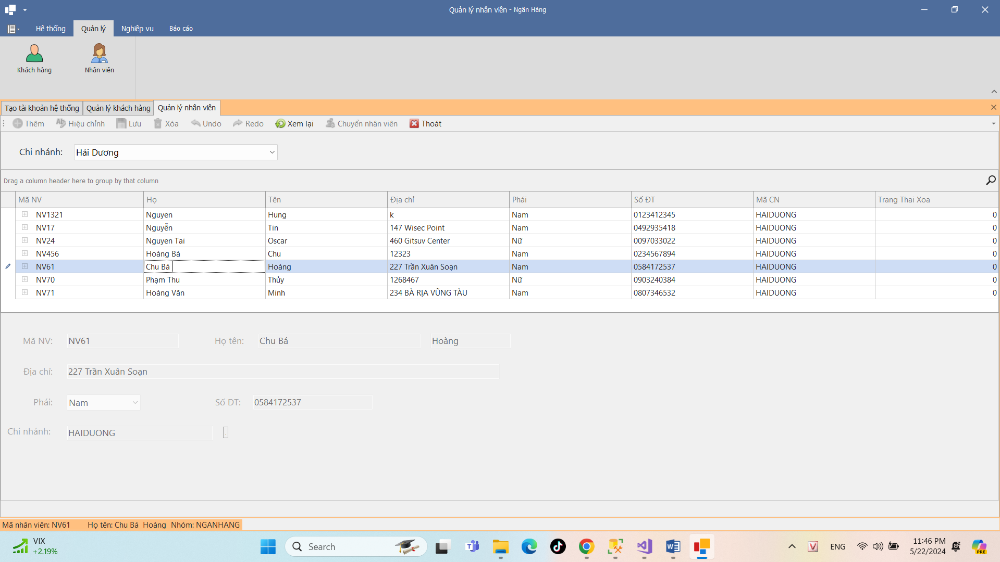 Quản lý nhân viên - Ngân Hàng
Hệ thống Quản lý Nghiệp vụ Báo cáo
Khách hàng Nhân viên
Tạo tài khoản hệ thống Quản lý khách hàng Quản lý nhân viên
Thêm Hiệu chỉnh Lưu Xóa Undo Redo Xem lại Chuyển nhân viên Thoát
Chi nhánh: Hải Dương
Drag a column header here to group by that column
Mã NV Họ Tên Địa chỉ Phái Số ĐT Mã CN Trang Thai Xoa
NV1321 Nguyen Hung k Nam 0123412345 HAIDUONG 0
NV17 Nguyễn Tin 147 Wisec Point Nam 0492935418 HAIDUONG 0
NV24 Nguyen Tai Oscar 460 Gitsuv Center Nữ 0097033022 HAIDUONG 0
NV456 Hoàng Bá Chu 12323 Nam 0234567894 HAIDUONG 0
NV61 Chu Bá Hoàng 227 Trần Xuân Soạn Nam 0584172537 HAIDUONG 0
NV70 Phạm Thu Thủy 1268467 Nữ 0903240384 HAIDUONG 0
NV71 Hoàng Văn Minh 234 BÀ RỊA VŨNG TÀU Nam 0807346532 HAIDUONG 0
Mã NV: NV61 Họ tên: Chu Bá Hoàng
Địa chỉ: 227 Trần Xuân Soạn
Phái: Nam Số ĐT: 0584172537
Chi nhánh: HAIDUONG .
Mã nhân viên: NV61 Họ tên: Chu Bá Hoàng Nhóm: NGANHANG
VIX
+2.19%
Search
ENG
11:46 PM
5/22/2024
PRE